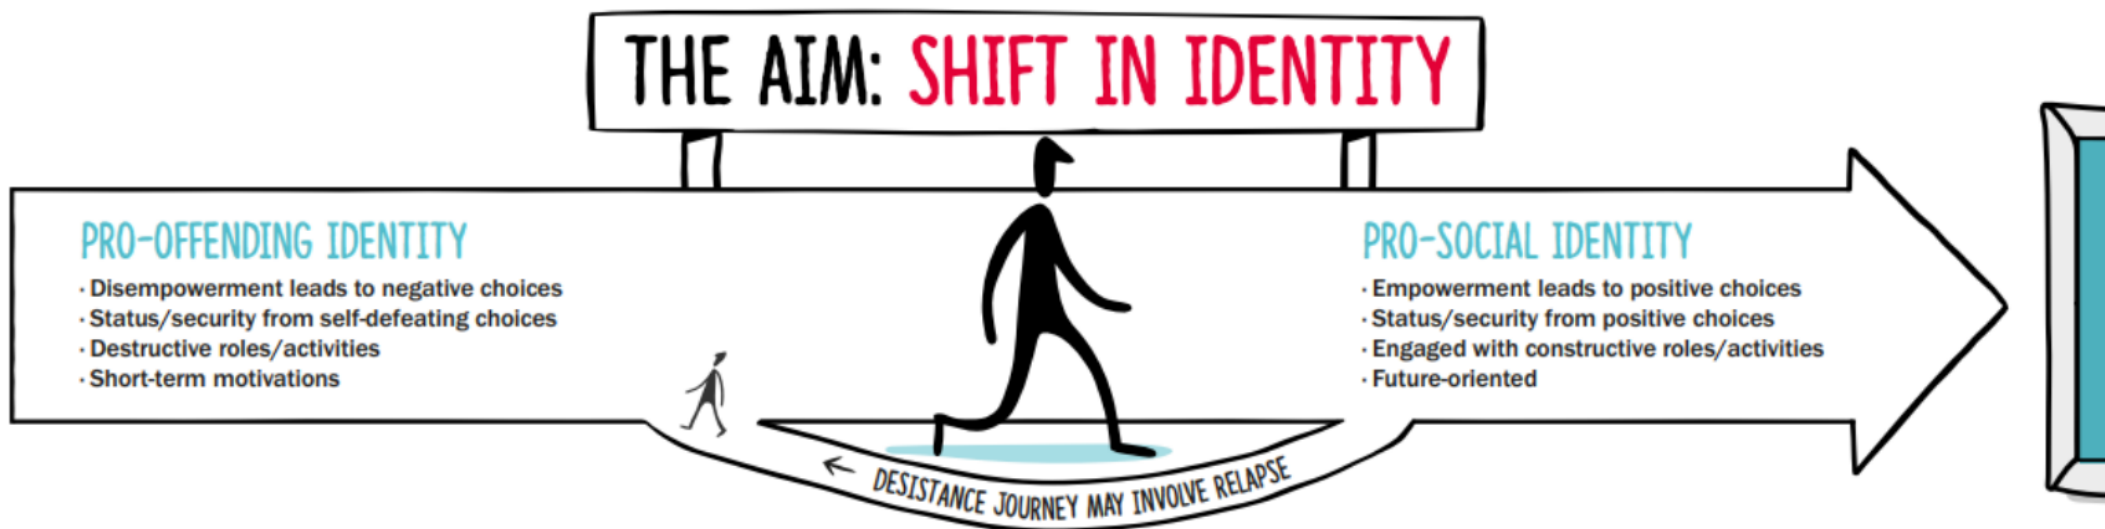 THE AIM: SHIFT IN IDENTITY
PRO-OFFENDING IDENTITY
· Disempowerment leads to negative choices
· Status/security from self-defeating choices
· Destructive roles/activities
· Short-term motivations
PRO-SOCIAL IDENTITY
· Empowerment leads to positive choices
· Status/security from positive choices
· Engaged with constructive roles/activities
· Future-oriented
← DESISTANCE JOURNEY MAY INVOLVE RELAPSE